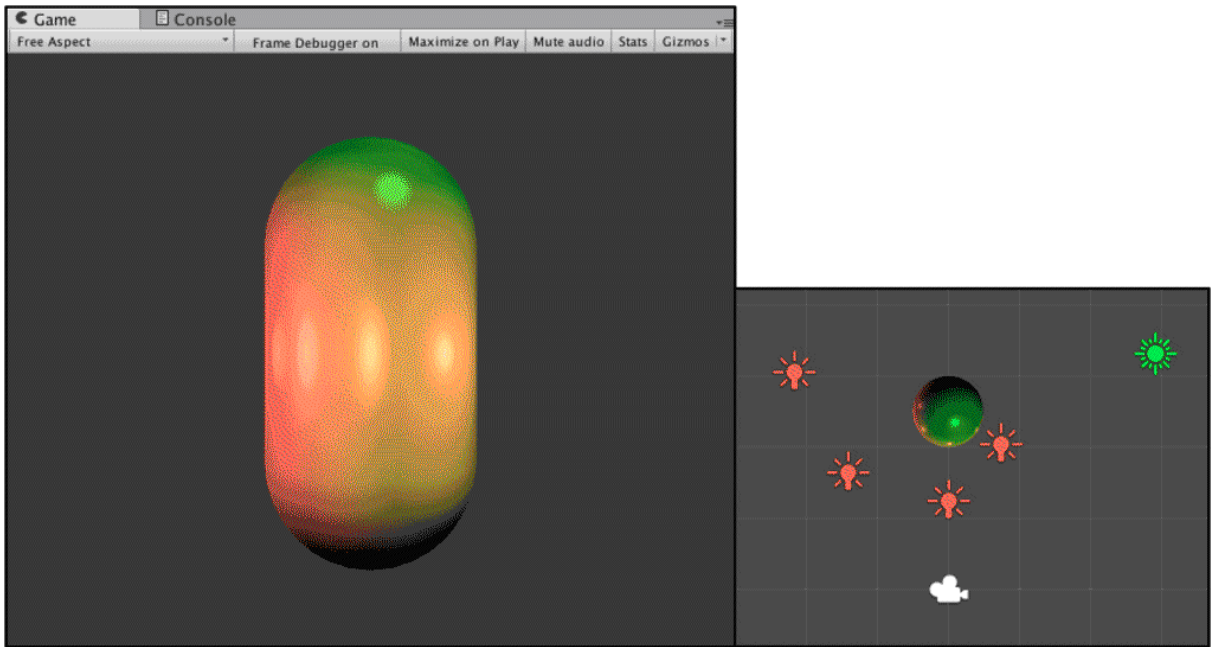 Game Console
Free Aspect Frame Debugger on Maximize on Play Mute audio Stats Gizmos